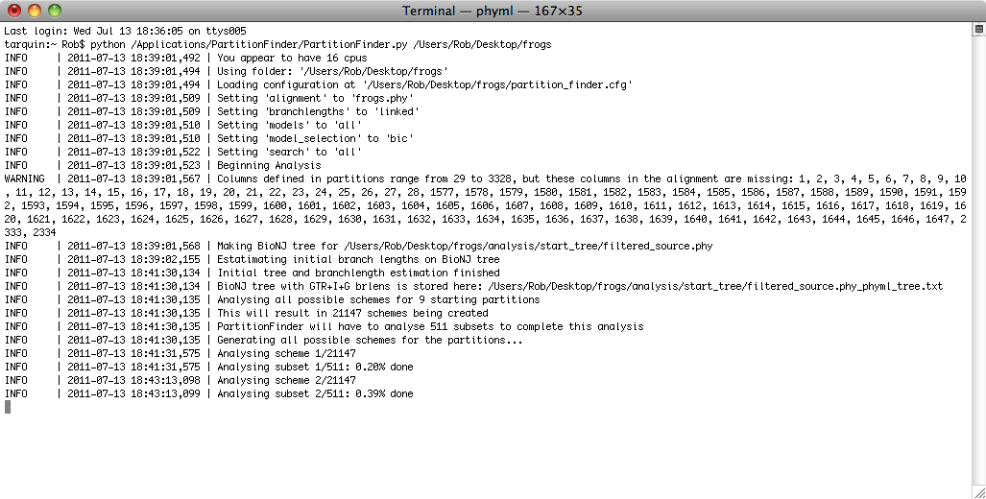 Terminal — phyml — 167×35
Last login: Wed Jul 13 18:36:05 on ttys005
tarquin:~ Rob$ python /Applications/PartitionFinder/PartitionFinder.py /Users/Rob/Desktop/frogs
INFO     | 2011-07-13 18:39:01,492 | You appear to have 16 cpus
INFO     | 2011-07-13 18:39:01,494 | Using folder: '/Users/Rob/Desktop/frogs'
INFO     | 2011-07-13 18:39:01,494 | Loading configuration at '/Users/Rob/Desktop/frogs/partition_finder.cfg'
INFO     | 2011-07-13 18:39:01,509 | Setting 'alignment' to 'frogs.phy'
INFO     | 2011-07-13 18:39:01,509 | Setting 'branchlengths' to 'linked'
INFO     | 2011-07-13 18:39:01,510 | Setting 'models' to 'all'
INFO     | 2011-07-13 18:39:01,510 | Setting 'model_selection' to 'bic'
INFO     | 2011-07-13 18:39:01,522 | Setting 'search' to 'all'
INFO     | 2011-07-13 18:39:01,523 | Beginning Analysis
WARNING  | 2011-07-13 18:39:01,567 | Columns defined in partitions range from 29 to 3328, but these columns in the alignment are missing: 1, 2, 3, 4, 5, 6, 7, 8, 9, 10
, 11, 12, 13, 14, 15, 16, 17, 18, 19, 20, 21, 22, 23, 24, 25, 26, 27, 28, 1577, 1578, 1579, 1580, 1581, 1582, 1583, 1584, 1585, 1586, 1587, 1588, 1589, 1590, 1591, 159
2, 1593, 1594, 1595, 1596, 1597, 1598, 1599, 1600, 1601, 1602, 1603, 1604, 1605, 1606, 1607, 1608, 1609, 1610, 1611, 1612, 1613, 1614, 1615, 1616, 1617, 1618, 1619, 16
20, 1621, 1622, 1623, 1624, 1625, 1626, 1627, 1628, 1629, 1630, 1631, 1632, 1633, 1634, 1635, 1636, 1637, 1638, 1639, 1640, 1641, 1642, 1643, 1644, 1645, 1646, 1647, 2
333, 2334
INFO     | 2011-07-13 18:39:01,568 | Making BioNJ tree for /Users/Rob/Desktop/frogs/analysis/start_tree/filtered_source.phy
INFO     | 2011-07-13 18:39:02,155 | Estatimating initial branch lengths on BioNJ tree
INFO     | 2011-07-13 18:41:30,134 | Initial tree and branchlength estimation finished
INFO     | 2011-07-13 18:41:30,134 | BioNJ tree with GTR+I+G brlens is stored here: /Users/Rob/Desktop/frogs/analysis/start_tree/filtered_source.phy_phyml_tree.txt
INFO     | 2011-07-13 18:41:30,135 | Analysing all possible schemes for 9 starting partitions
INFO     | 2011-07-13 18:41:30,135 | This will result in 21147 schemes being created
INFO     | 2011-07-13 18:41:30,135 | PartitionFinder will have to analyse 511 subsets to complete this analysis
INFO     | 2011-07-13 18:41:30,135 | Generating all possible schemes for the partitions...
INFO     | 2011-07-13 18:41:31,575 | Analysing scheme 1/21147
INFO     | 2011-07-13 18:41:31,575 | Analysing subset 1/511: 0.20% done
INFO     | 2011-07-13 18:43:13,098 | Analysing scheme 2/21147
INFO     | 2011-07-13 18:43:13,099 | Analysing subset 2/511: 0.39% done